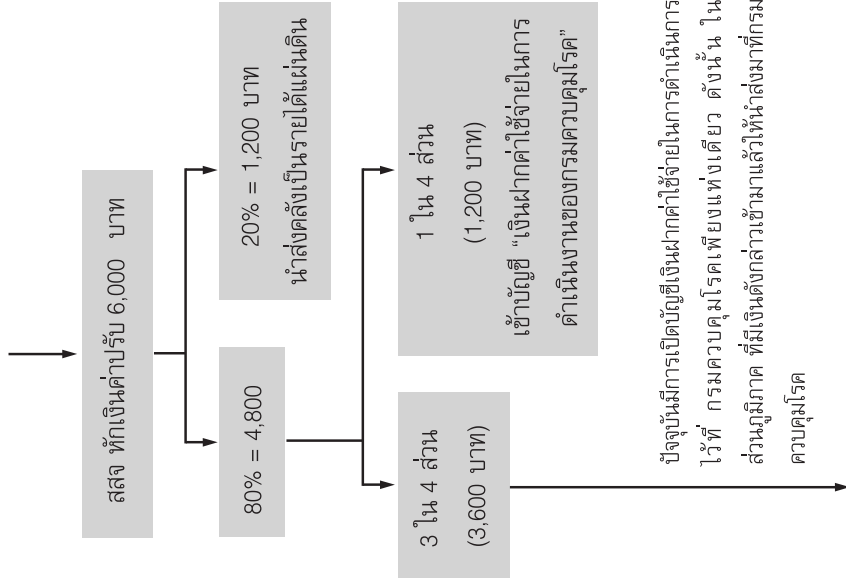 สสจ หักเงินค่าปรับ 6,000 บาท
80% = 4,800
20% = 1,200 บาท
นำส่งคลังเป็นรายได้แผ่นดิน
3 ใน 4 ส่วน
(3,600 บาท)
1 ใน 4 ส่วน
(1,200 บาท)
เข้าบัญชี “เงินฝากค่าใช้จ่ายในการ
ดำเนินงานของกรมควบคุมโรค”
ปัจจุบันมีการเปิดบัญชีเงินฝากค่าใช้จ่ายในการดำเนินการ
ไว้ที่ กรมควบคุมโรคเพียงแห่งเดียว ดังนั้น ใน
ส่วนภูมิภาค ที่มีเงินดังกล่าวเข้ามาแล้วให้นำส่งมาที่กรม
ควบคุมโรค